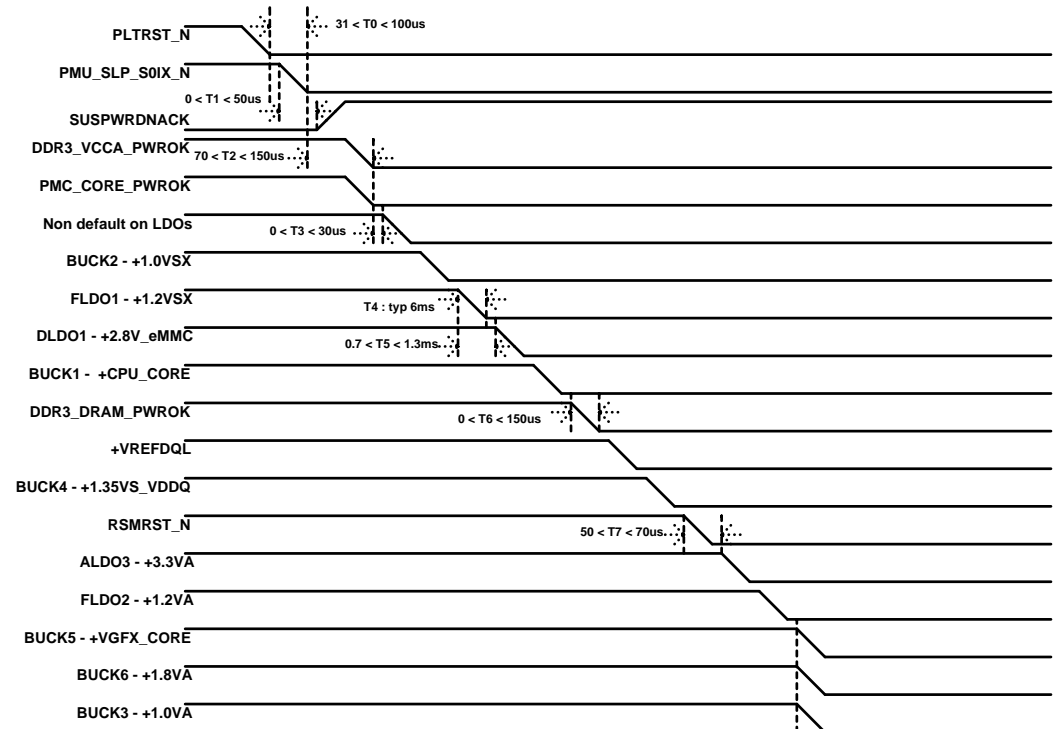 31 < T0 < 100us
PLTRST_N
PMU_SLP_S0IX_N
0 < T1 < 50us
SUSPWRDNACK
DDR3_VCCA_PWROK
70 < T2 < 150us
PMC_CORE_PWROK
Non default on LDOs
0 < T3 < 30us
BUCK2 - +1.0VSX
FLDO1 - +1.2VSX
T4 : typ 6ms
DLDO1 - +2.8V_eMMC
0.7 < T5 < 1.3ms
BUCK1 - +CPU_CORE
DDR3_DRAM_PWROK
0 < T6 < 150us
+VREFDQL
BUCK4 - +1.35VS_VDDQ
RSMRST_N
50 < T7 < 70us
ALDO3 - +3.3VA
FLDO2 - +1.2VA
BUCK5 - +VGFX_CORE
BUCK6 - +1.8VA
BUCK3 - +1.0VA